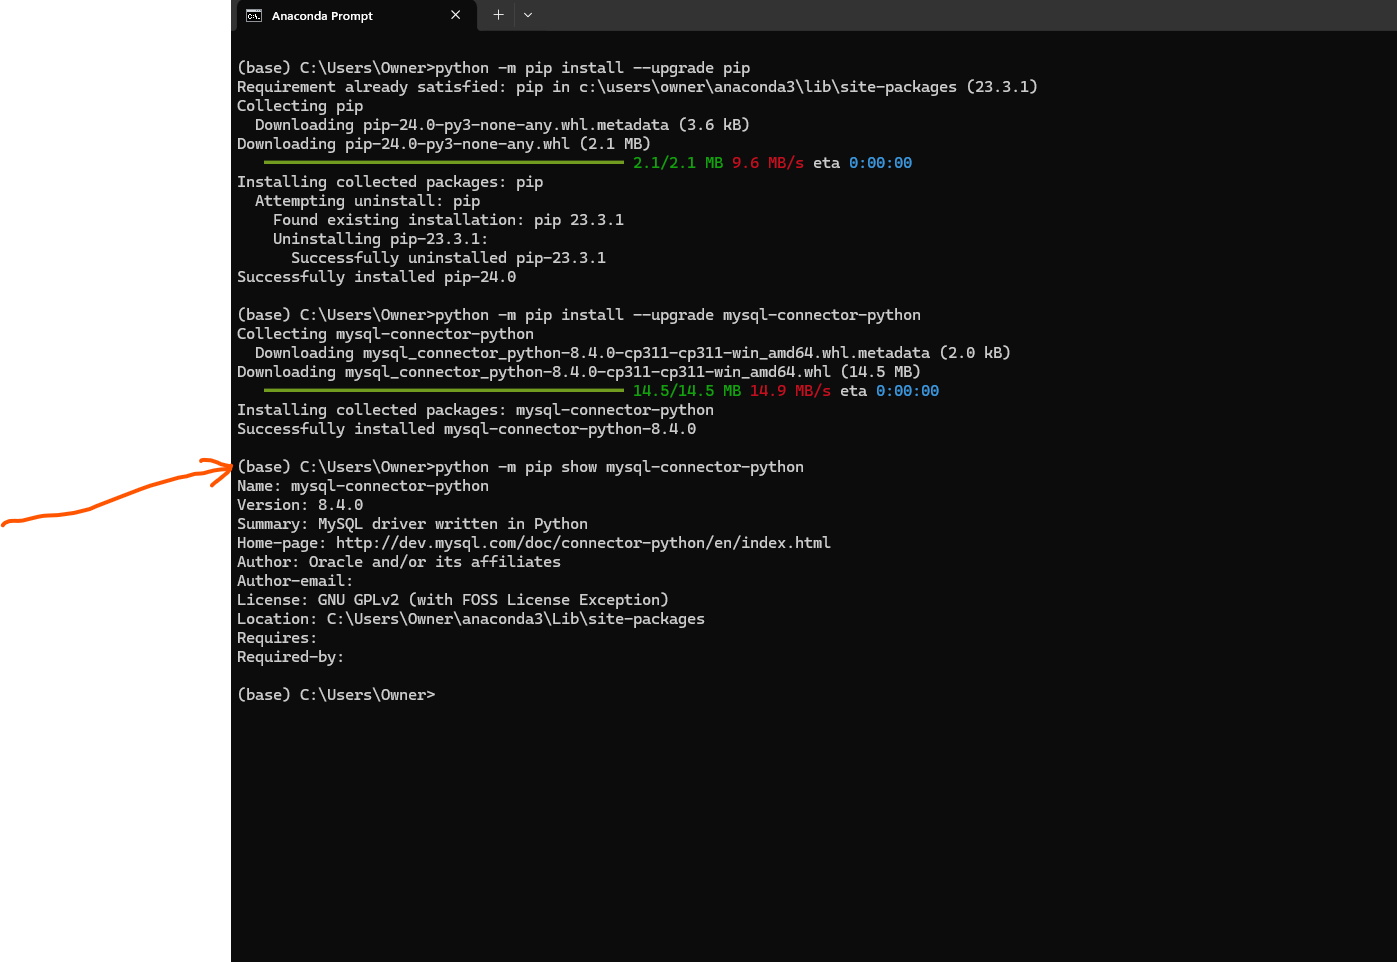 Anaconda Prompt
(base) C:\Users\Owner>python -m pip install --upgrade pip
Requirement already satisfied: pip in c:\users\owner\anaconda3\lib\site-packages (23.3.1)
Collecting pip
  Downloading pip-24.0-py3-none-any.whl.metadata (3.6 kB)
Downloading pip-24.0-py3-none-any.whl (2.1 MB)
2.1/2.1 MB 9.6 MB/s eta 0:00:00
Installing collected packages: pip
  Attempting uninstall: pip
    Found existing installation: pip 23.3.1
    Uninstalling pip-23.3.1:
      Successfully uninstalled pip-23.3.1
Successfully installed pip-24.0
(base) C:\Users\Owner>python -m pip install --upgrade mysql-connector-python
Collecting mysql-connector-python
  Downloading mysql_connector_python-8.4.0-cp311-cp311-win_amd64.whl.metadata (2.0 kB)
Downloading mysql_connector_python-8.4.0-cp311-cp311-win_amd64.whl (14.5 MB)
14.5/14.5 MB 14.9 MB/s eta 0:00:00
Installing collected packages: mysql-connector-python
Successfully installed mysql-connector-python-8.4.0
(base) C:\Users\Owner>python -m pip show mysql-connector-python
Name: mysql-connector-python
Version: 8.4.0
Summary: MySQL driver written in Python
Home-page: http://dev.mysql.com/doc/connector-python/en/index.html
Author: Oracle and/or its affiliates
Author-email:
License: GNU GPLv2 (with FOSS License Exception)
Location: C:\Users\Owner\anaconda3\Lib\site-packages
Requires:
Required-by:
(base) C:\Users\Owner>